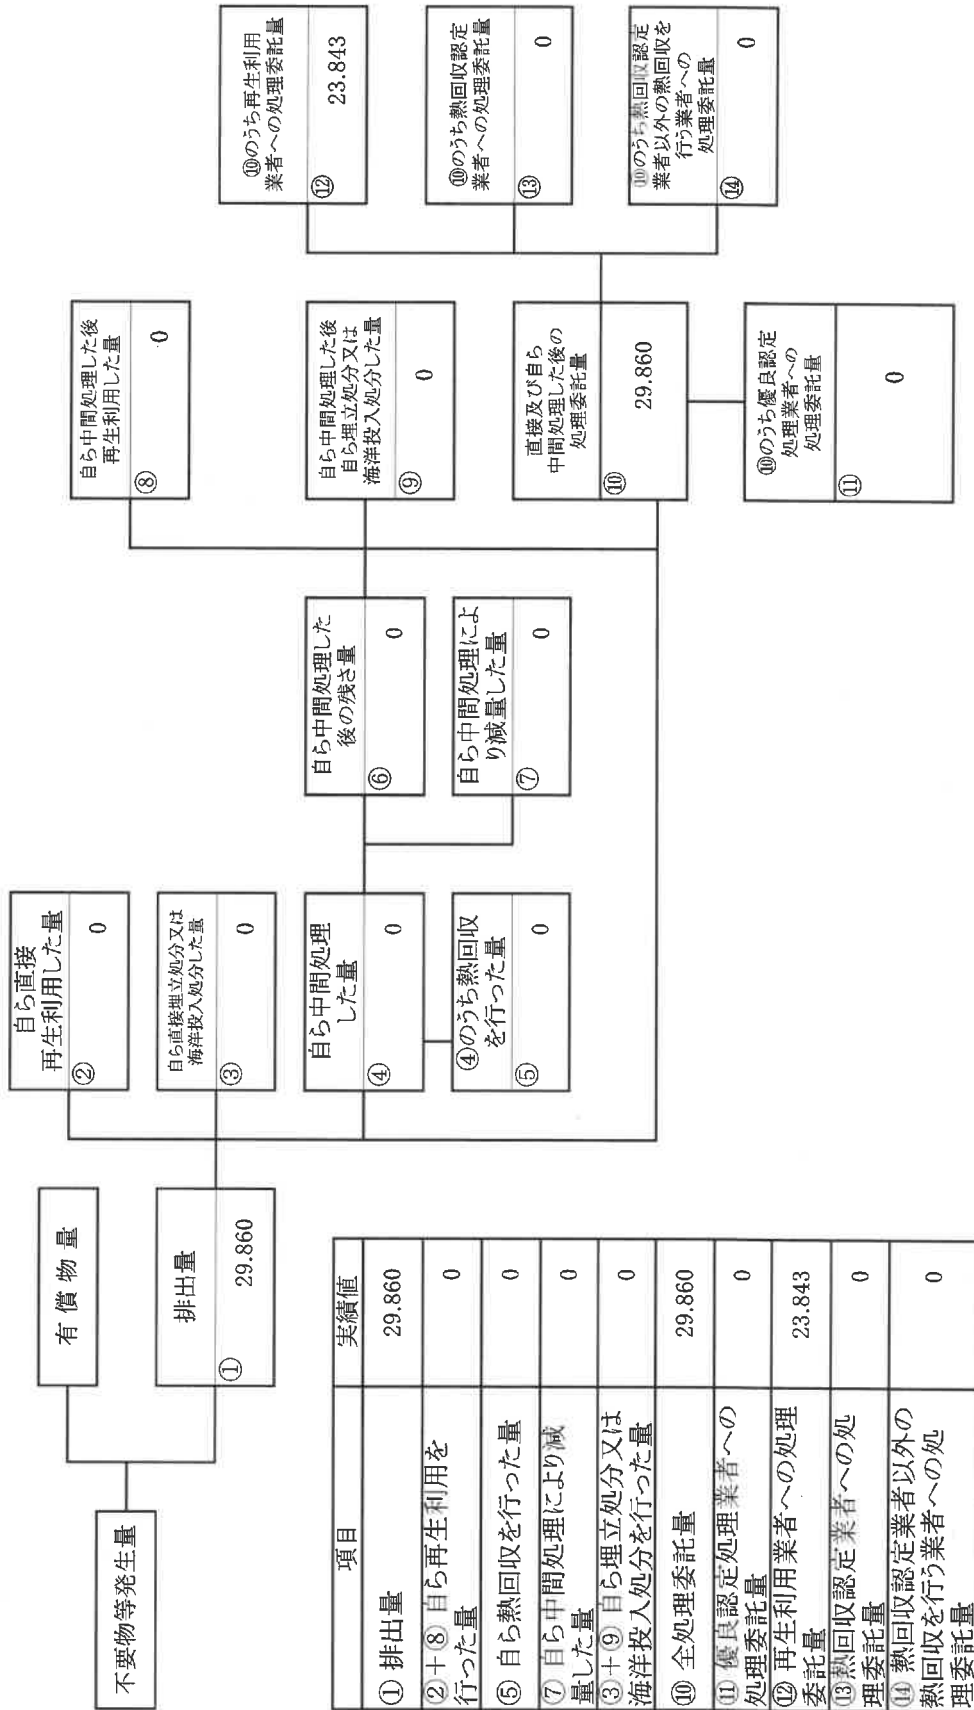 不要物等発生量
有償物量
排出量
①
29.860
自ら直接
再生利用した量
②
0
自ら直接埋立処分又は
海洋投入処分した量
③
0
自ら中間処理
した量
④
0
④のうち熱回収
を行った量
⑤
0
自ら中間処理した
後の残さ量
⑥
0
自ら中間処理によ
り減量した量
⑦
0
自ら中間処理した後
再生利用した量
⑧
0
自ら中間処理した後
自ら埋立処分又は
海洋投入処分した量
⑨
0
直接及び自ら
中間処理した後の
処理委託量
⑩
29.860
⑩のうち優良認定
処理業者への
処理委託量
⑪
0
⑩のうち再生利用
業者への処理委託量
⑫
23.843
⑩のうち熱回収認定
業者への処理委託量
⑬
0
⑩のうち熱回収認定
業者以外の熱回収を
行う業者への
処理委託量
⑭
0
項目 実績値
①排出量 29.860
②+⑧ 自ら再生利用を
行った量 0
⑤ 自ら熱回収を行った量 0
⑦ 自ら中間処理により減
量した量 0
③+⑨ 自ら埋立処分又は
海洋投入処分を行った量 0
⑩ 全処理委託量 29.860
⑪ 優良認定処理業者への
処理委託量 0
⑫ 再生利用業者への処理
委託量 23.843
⑬熱回収認定業者への処
理委託量 0
⑭ 熱回収認定業者以外の
熱回収を行う業者への処
理委託量 0